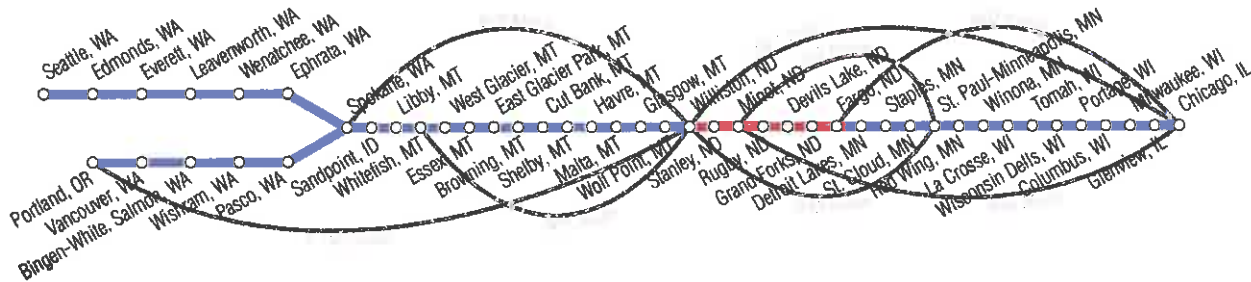 Seattle, WA
Edmonds, WA
Everett, WA
Leavenworth, WA
Wenatchee, WA
Ephrata, WA
Portland, OR
Vancouver, WA
Bingen-White, Salmon, WA
Wishram, WA
Pasco, WA
Spokane, WA
Sandpoint, ID
Libby, MT
Whitefish, MT
West Glacier, MT
Essex, MT
East Glacier Park, MT
Browning, MT
Cut Bank, MT
Shelby, MT
Havre, MT
Malta, MT
Glasgow, MT
Wolf Point, MT
Williston, ND
Stanley, ND
Minot, ND
Rugby, ND
Devils Lake, ND
Grand Forks, ND
Fargo, ND
Detroit Lakes, MN
Staples, MN
St. Cloud, MN
St. Paul-Minneapolis, MN
Red Wing, MN
Winona, MN
La Crosse, WI
Tomah, WI
Wisconsin Dells, WI
Portage, WI
Columbus, WI
Milwaukee, WI
Glenview, IL
Chicago, IL